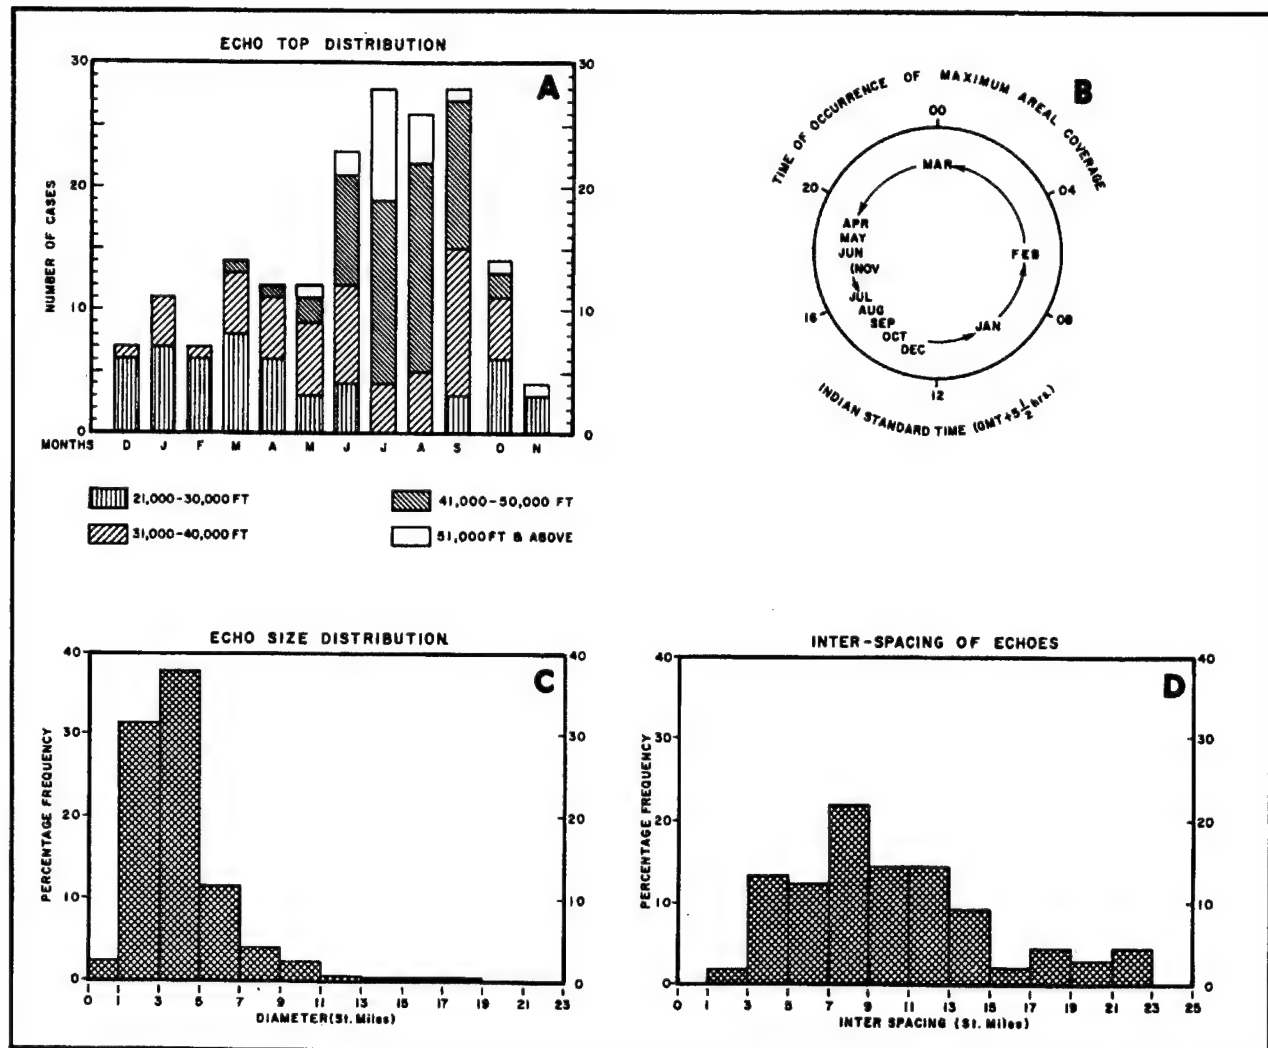 ECHO TOP DISTRIBUTION
A
NUMBER OF CASES
30
20
10
0
30
20
10
0
MONTHS D J F M A M J J A S O N
21,000-30,000 FT
31,000-40,000 FT
41,000-50,000 FT
51,000 FT & ABOVE
B
TIME OF OCCURRENCE OF MAXIMUM AREAL COVERAGE
00
04
08
12
16
20
MAR
APR
MAY
JUN
(NOV
JUL
AUG
SEP
OCT
DEC
JAN
FEB
INDIAN STANDARD TIME (GMT+5½ hrs.)
ECHO SIZE DISTRIBUTION
C
PERCENTAGE FREQUENCY
40
30
20
10
0
40
30
20
10
0
0 1 3 5 7 9 11 13 15 17 19 21 23
DIAMETER (St. Miles)
INTER-SPACING OF ECHOES
D
PERCENTAGE FREQUENCY
40
30
20
10
0
40
30
20
10
0
0 1 3 5 7 9 11 13 15 17 19 21 23 25
INTER SPACING (St. Miles)